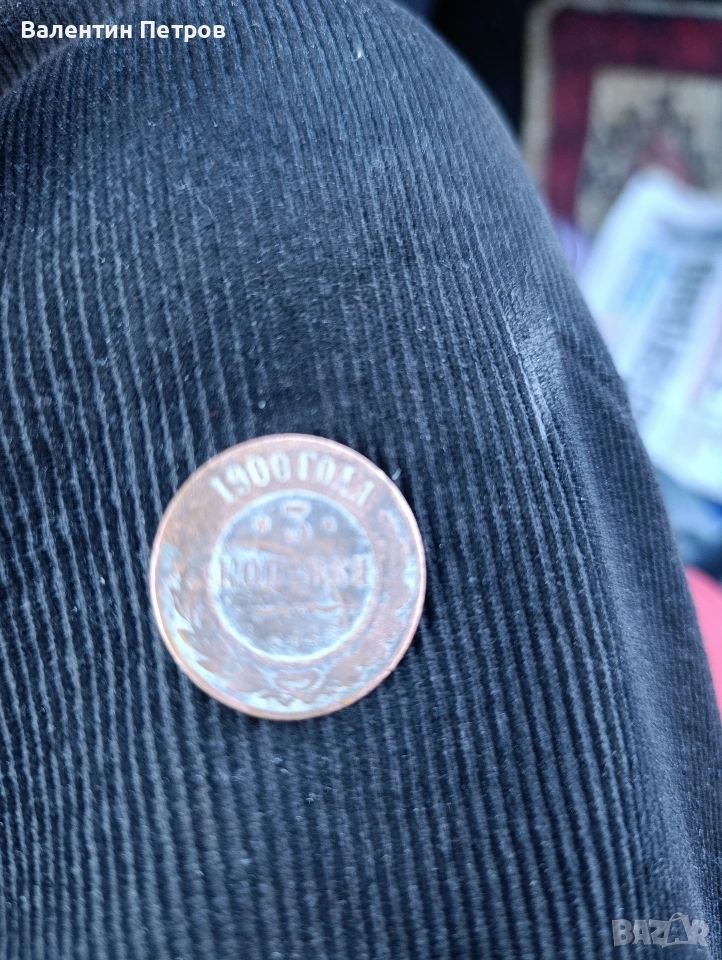 Валентин Петров
1900 ГОДА
3
КОПѢЙКИ
BAZAR